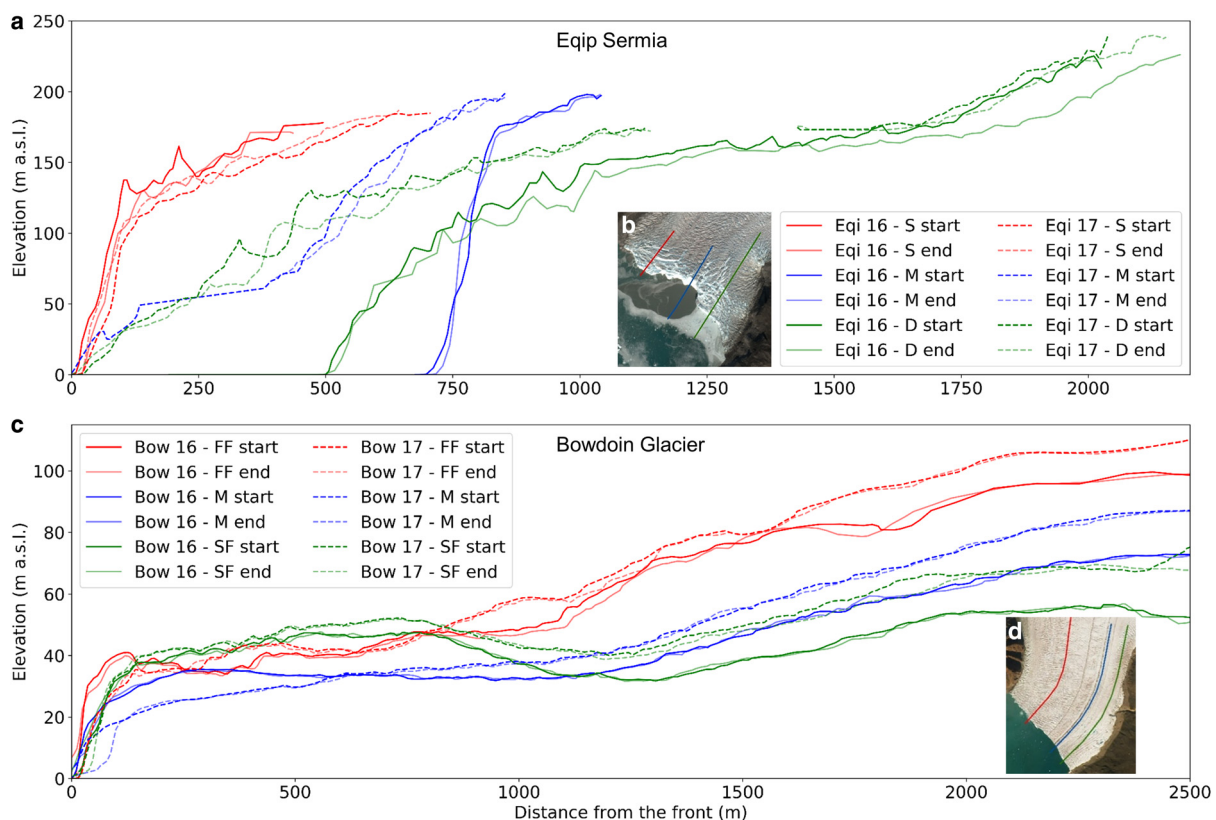 a
Eqip Sermia
Elevation (m a.s.l.)
250
200
150
100
50
0
0 250 500 750 1000 1250 1500 1750 2000
b
Eqi 16 - S start Eqi 17 - S start
Eqi 16 - S end Eqi 17 - S end
Eqi 16 - M start Eqi 17 - M start
Eqi 16 - M end Eqi 17 - M end
Eqi 16 - D start Eqi 17 - D start
Eqi 16 - D end Eqi 17 - D end
c
Bowdoin Glacier
Bow 16 - FF start Bow 17 - FF start
Bow 16 - FF end Bow 17 - FF end
Bow 16 - M start Bow 17 - M start
Bow 16 - M end Bow 17 - M end
Bow 16 - SF start Bow 17 - SF start
Bow 16 - SF end Bow 17 - SF end
Elevation (m a.s.l.)
100
80
60
40
20
0
d
0 500 1000 1500 2000 2500
Distance from the front (m)